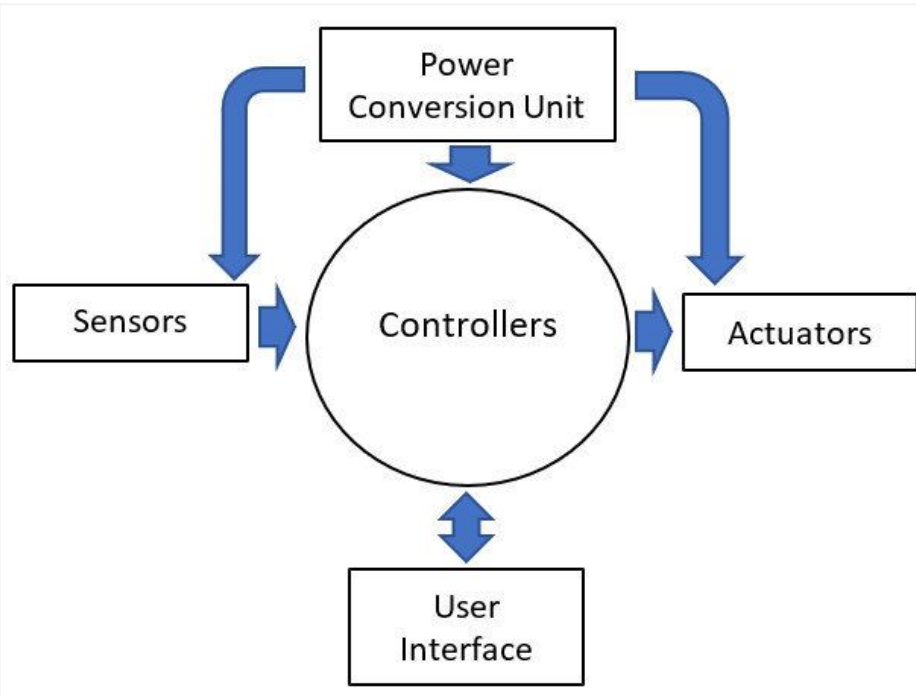 Power
Conversion Unit
Sensors
Controllers
Actuators
User
Interface